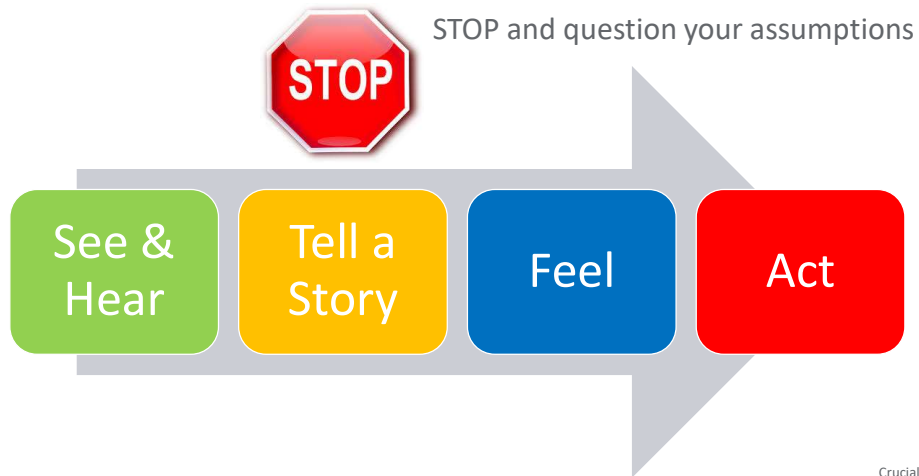 STOP and question your assumptions
STOP
See &
Hear
Tell a
Story
Feel
Act
Crucial